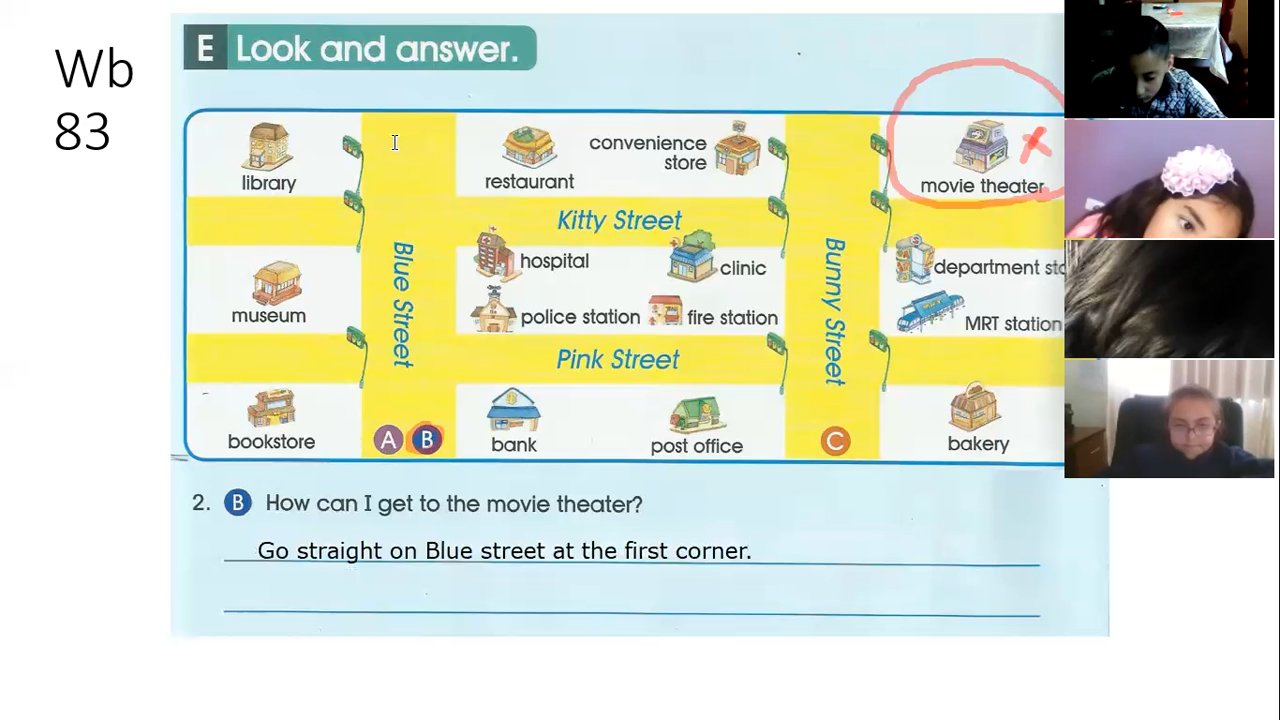 Wb
83
E Look and answer.
library
restaurant
convenience
store
movie theater
Kitty Street
Blue Street
Bunny Street
hospital
clinic
department sto
museum
police station
fire station
MRT station
Pink Street
bookstore
A
B
bank
post office
C
bakery
2. B How can I get to the movie theater?
Go straight on Blue street at the first corner.